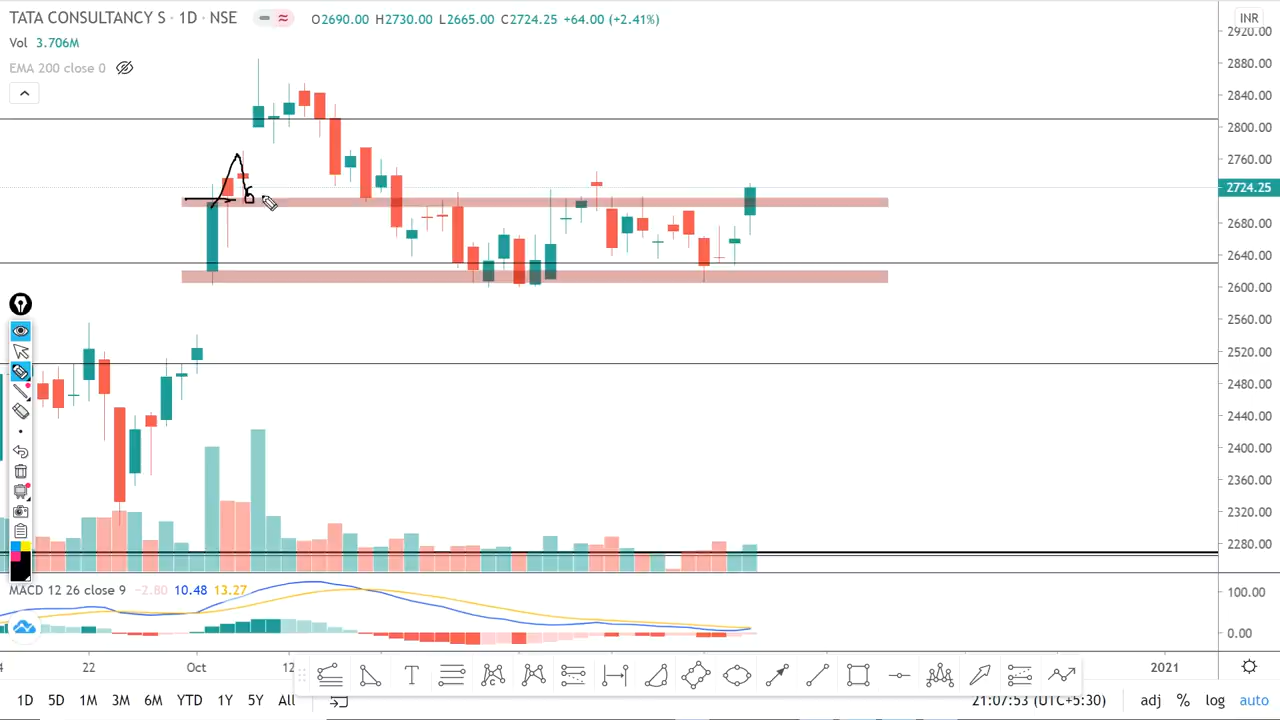 TATA CONSULTANCY S · 1D · NSE O2690.00 H2730.00 L2665.00 C2724.25 +64.00 (+2.41%)
Vol 3.706M
EMA 200 close 0
INR
2920.00
2880.00
2840.00
2800.00
2760.00
2724.25
2680.00
2640.00
2600.00
2560.00
2520.00
2480.00
2440.00
2400.00
2360.00
2320.00
2280.00
MACD 12 26 close 9 −2.80 10.48 13.27
100.00
0.00
22 Oct 12 2021
1D 5D 1M 3M 6M YTD 1Y 5Y All 21:07:53 (UTC+5:30) adj % log auto